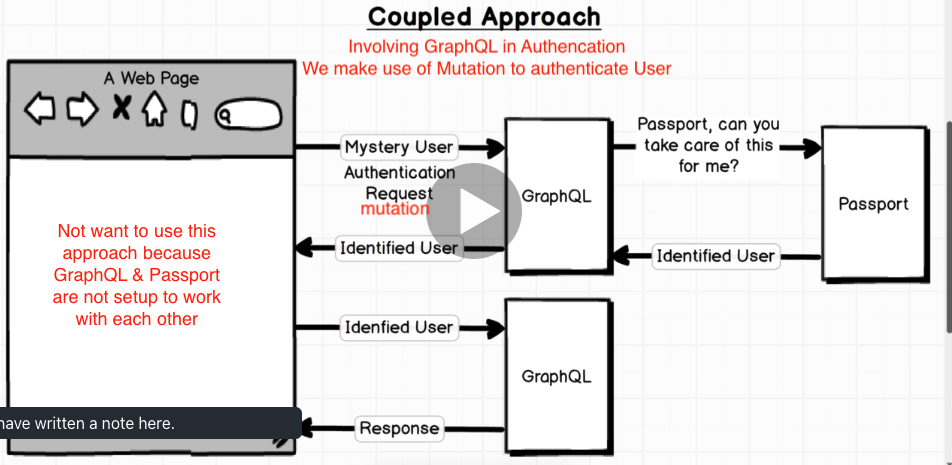 Coupled Approach
Involving GraphQL in Authencation
We make use of Mutation to authenticate User
A Web Page
Mystery User
Authentication
Request
mutation
Identified User
GraphQL
Passport, can you
take care of this
for me?
Passport
Identified User
Not want to use this
approach because
GraphQL & Passport
are not setup to work
with each other
Idenfied User
GraphQL
Response
have written a note here.